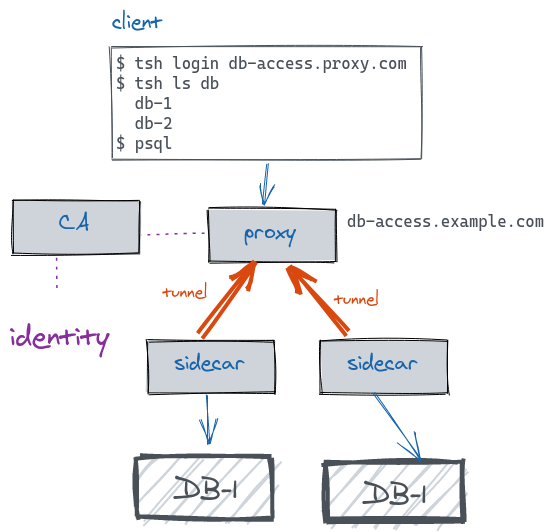 client
$ tsh login db-access.proxy.com
$ tsh ls db
db-1
db-2
$ psql
CA
proxy
db-access.example.com
tunnel
tunnel
identity
sidecar
sidecar
DB-1
DB-1